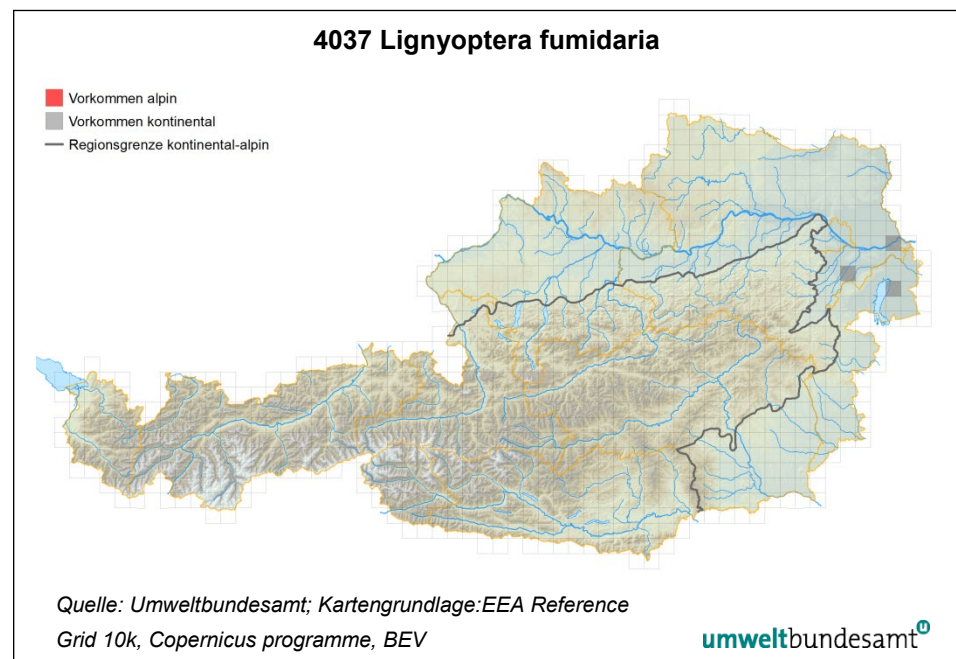 4037 Lignyoptera fumidaria
Vorkommen alpin
Vorkommen kontinental
Regionsgrenze kontinental-alpin
Quelle: Umweltbundesamt; Kartengrundlage:EEA Reference
Grid 10k, Copernicus programme, BEV
umweltbundesamt u